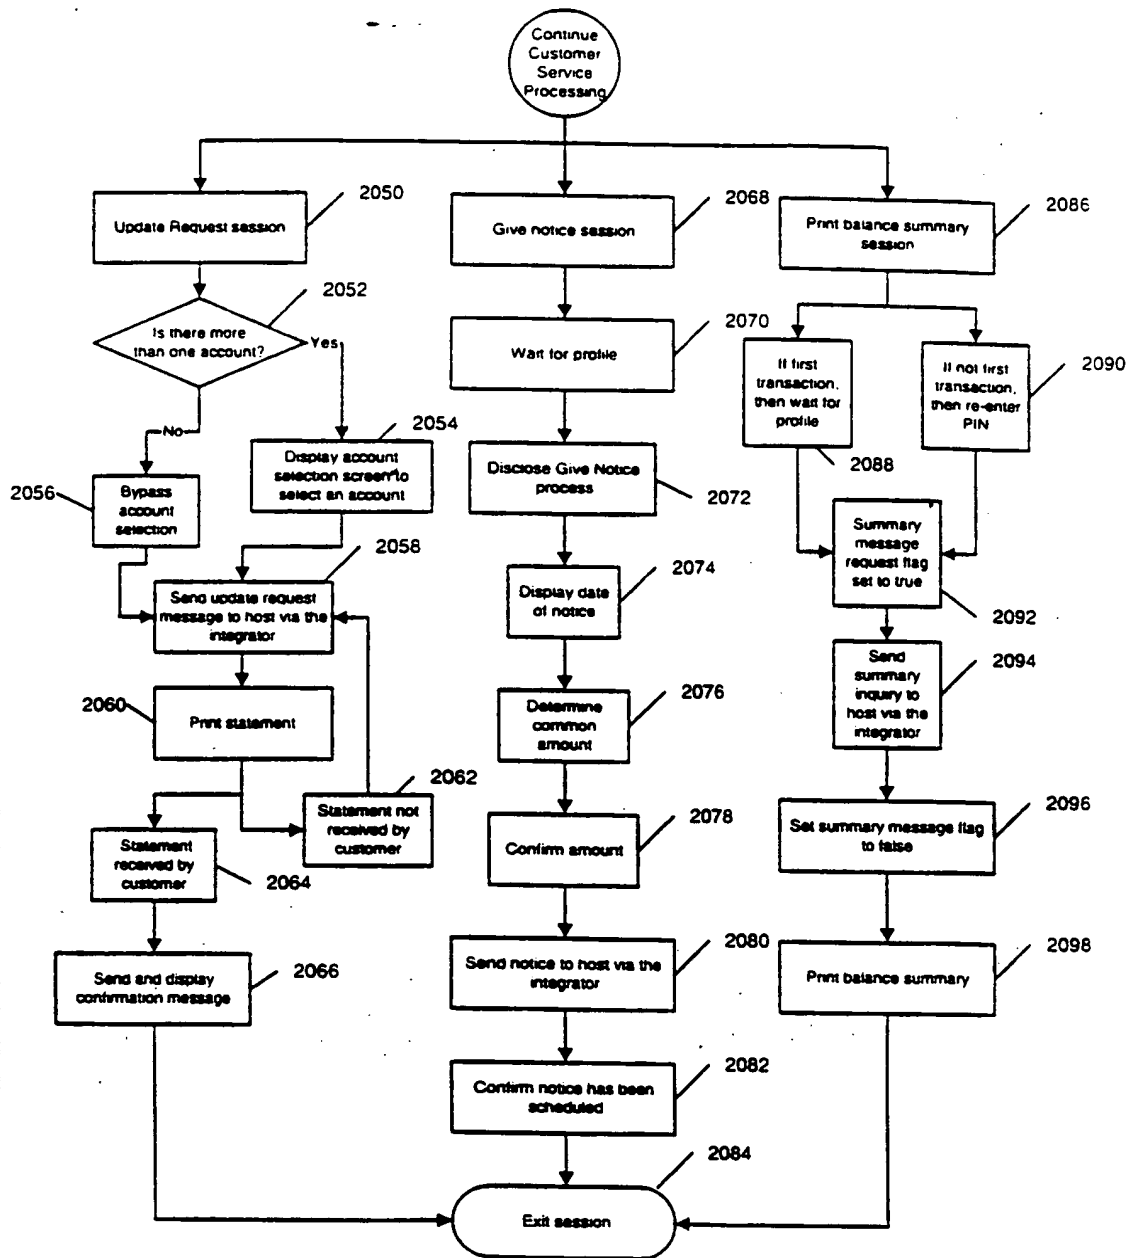 Continue
Customer
Service
Processing
2050
Update Request session
2052
Is there more
than one account?
Yes
No
2054
Display account
selection screen to
select an account
2056
Bypass
account
selection
2058
Send update request
message to host via the
integrator
2060
Print statement
2062
Statement not
received by
customer
Statement
received by
customer
2064
2066
Send and display
confirmation message
2068
Give notice session
2070
Wait for profile
Disclose Give Notice
process
2072
2074
Display date
of notice
2076
Determine
common
amount
2078
Confirm amount
2080
Send notice to host via the
integrator
2082
Confirm notice has been
scheduled
2084
Exit session
2086
Print balance summary
session
If first
transaction,
then wait for
profile
2088
2090
If not first
transaction,
then re-enter
PIN
Summary
message
request flag
set to true
2092
2094
Send
summary
inquiry to
host via the
integrator
2096
Set summary message flag
to false
2098
Print balance summary